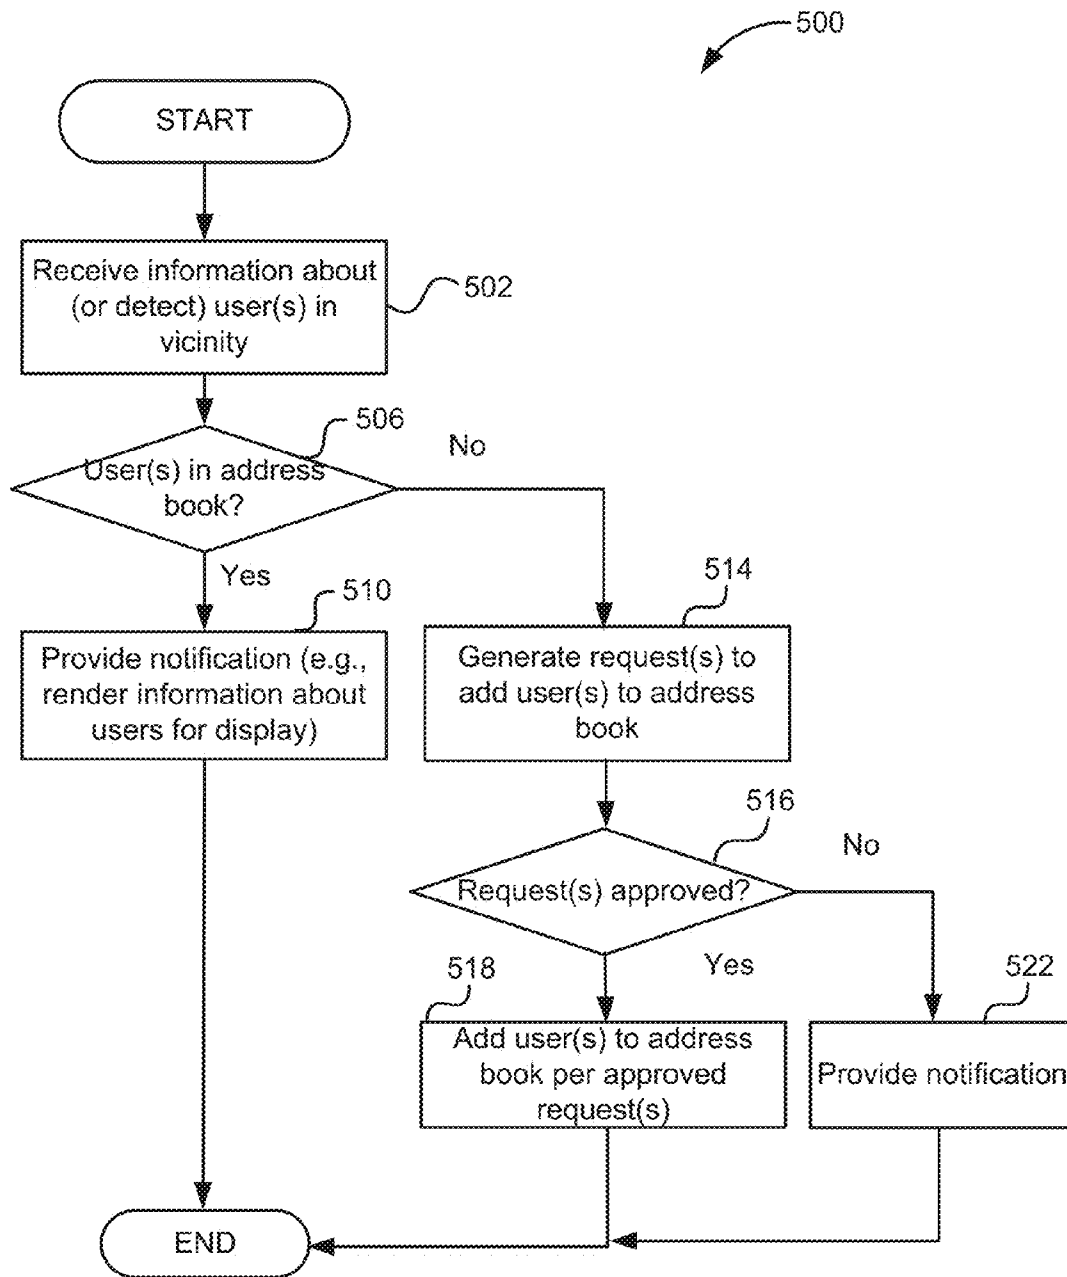 500
START
Receive information about
(or detect) user(s) in
vicinity
502
506
User(s) in address
book?
No
Yes
510
Provide notification (e.g.,
render information about
users for display)
514
Generate request(s) to
add user(s) to address
book
516
Request(s) approved?
No
Yes
518
Add user(s) to address
book per approved
request(s)
522
Provide notification
END